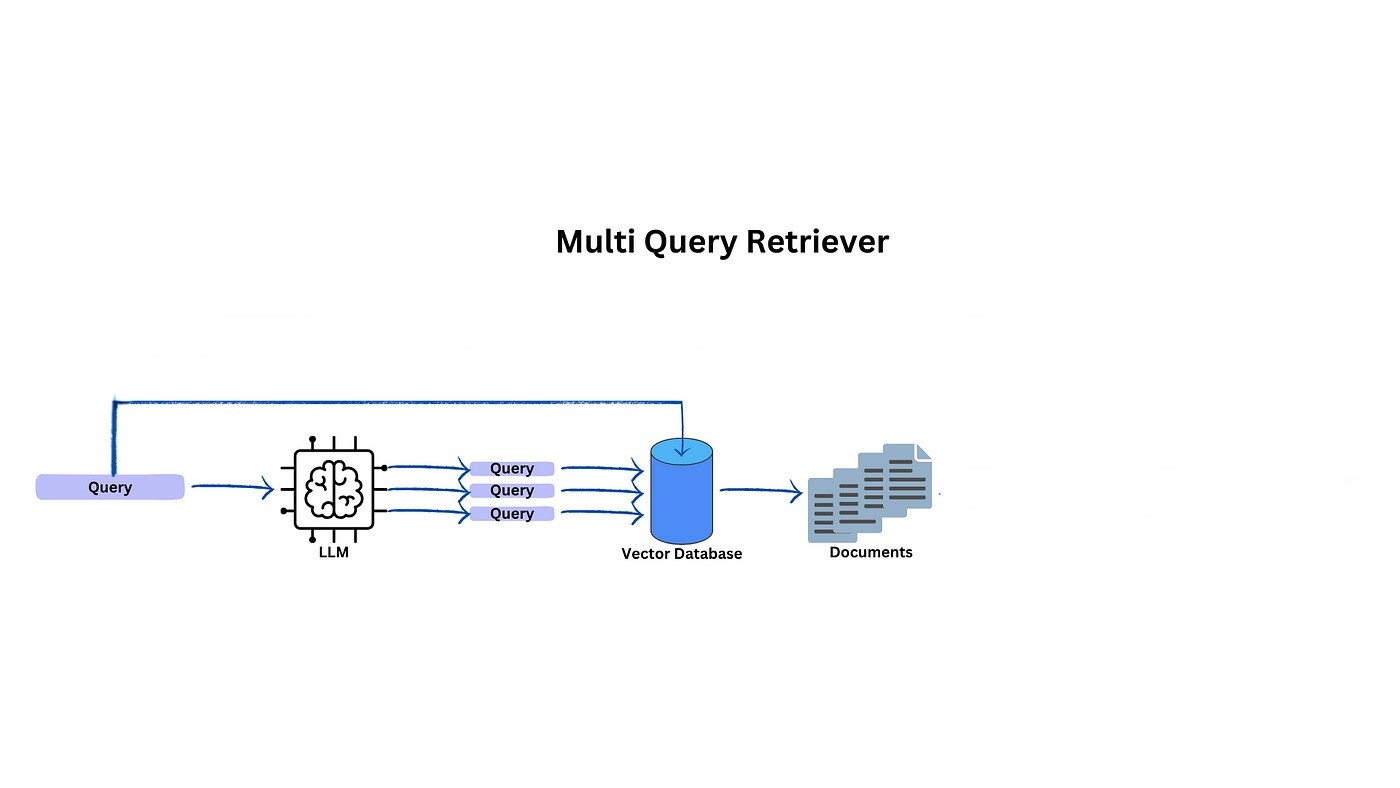 Multi Query Retriever
Query
LLM
Query
Query
Query
Vector Database
Documents